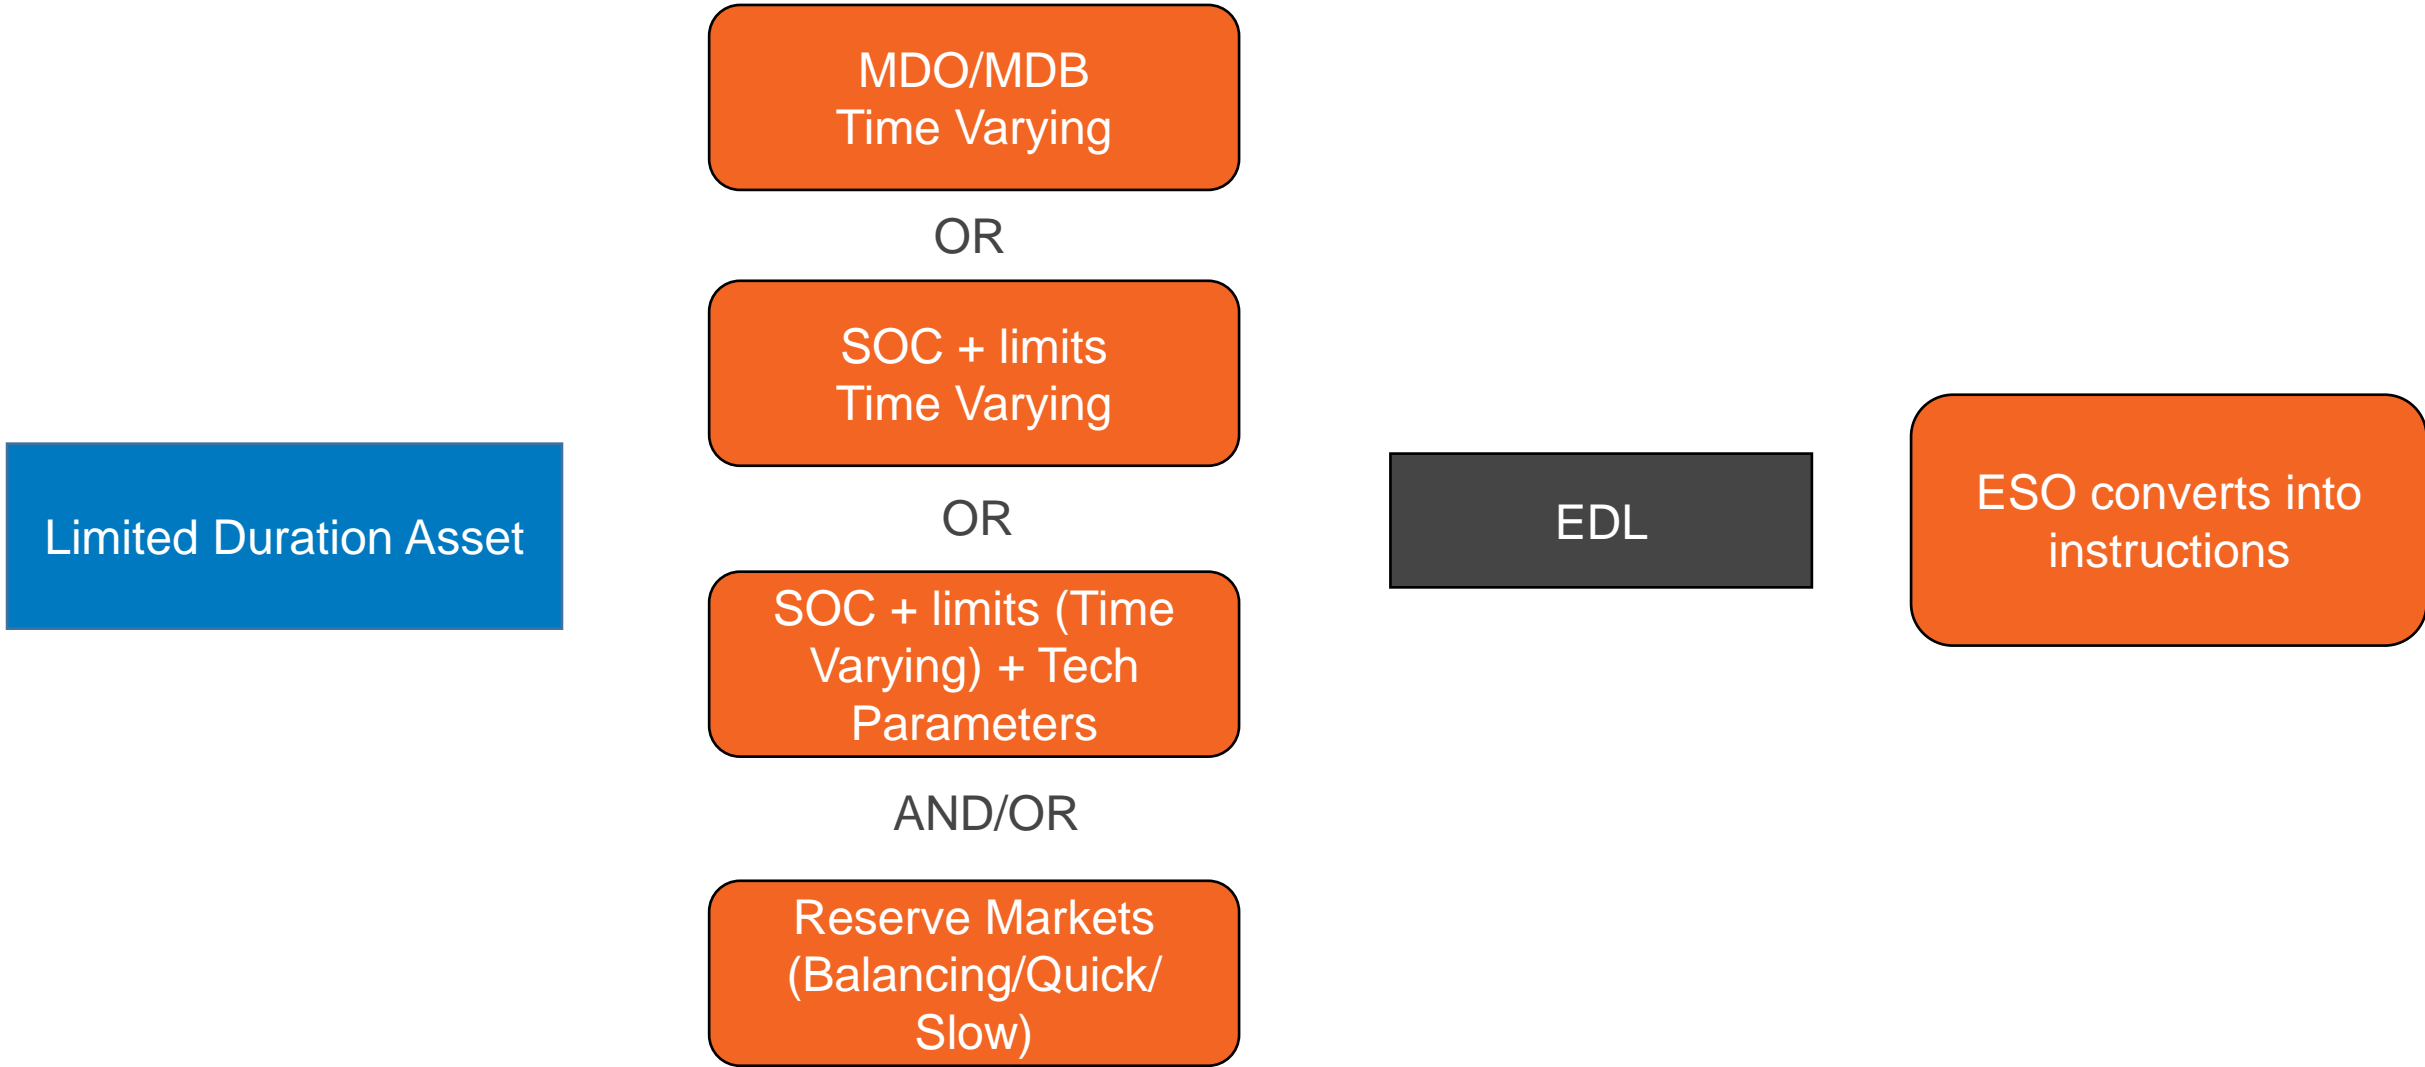 Limited Duration Asset
MDO/MDB
Time Varying
OR
SOC + limits
Time Varying
OR
SOC + limits (Time
Varying) + Tech
Parameters
AND/OR
Reserve Markets
(Balancing/Quick/
Slow)
EDL
ESO converts into
instructions